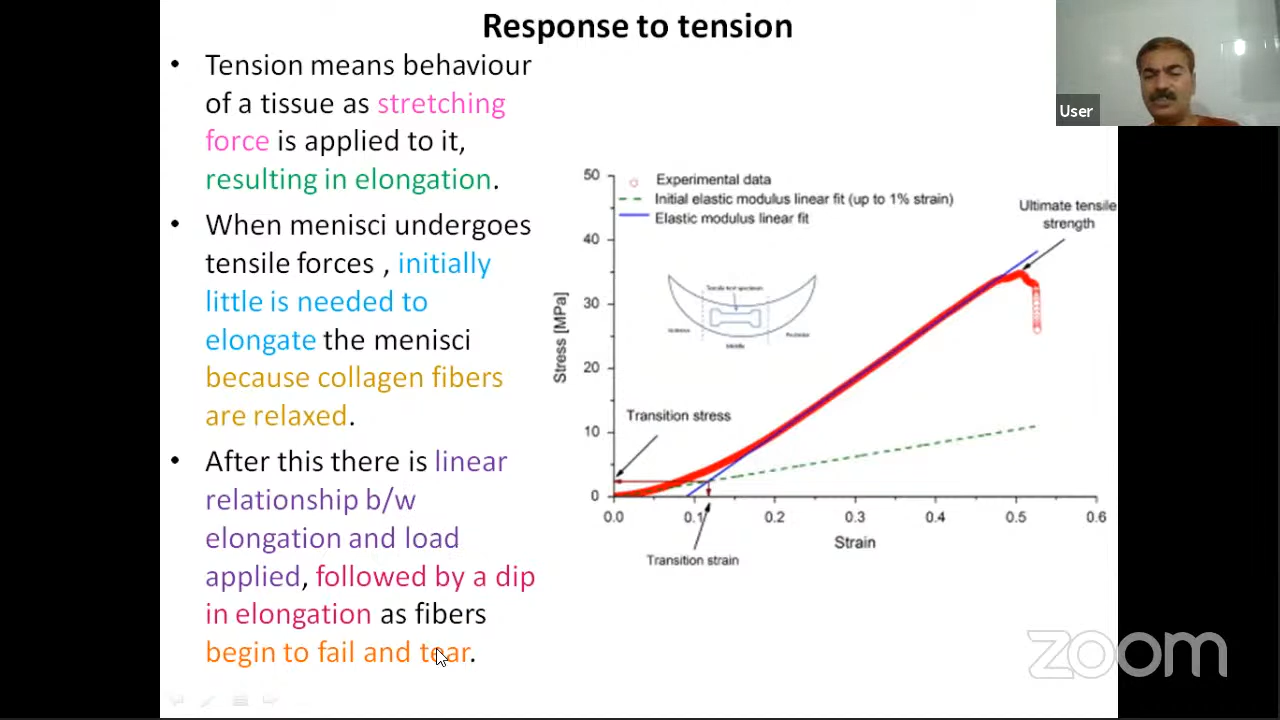 Response to tension
• Tension means behaviour
of a tissue as stretching
force is applied to it,
resulting in elongation.
• When menisci undergoes
tensile forces , initially
little is needed to
elongate the menisci
because collagen fibers
are relaxed.
• After this there is linear
relationship b/w
elongation and load
applied, followed by a dip
in elongation as fibers
begin to fail and tear.
Experimental data
Initial elastic modulus linear fit (up to 1% strain)
Elastic modulus linear fit
Ultimate tensile
strength
Tensile test specimen
Middle
Posterior
Transition stress
Transition strain
Stress [MPa]
50
40
30
20
10
0
0.0 0.1 0.2 0.3 0.4 0.5 0.6
Strain
User
zoom